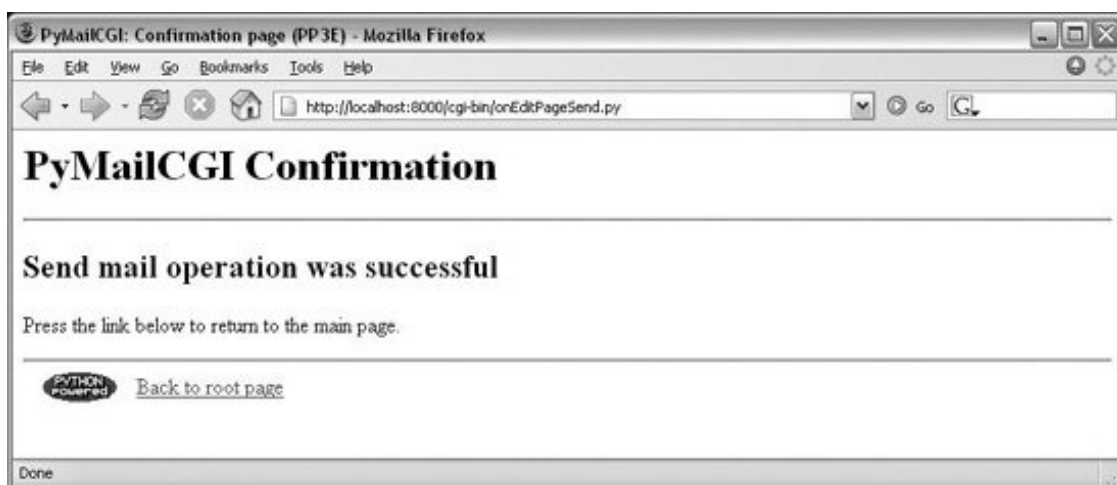 PyMailCGI: Confirmation page (PP3E) - Mozilla Firefox
File Edit View Go Bookmarks Tools Help
http://localhost:8000/cgi-bin/onEditPageSend.py Go G
PyMailCGI Confirmation
Send mail operation was successful
Press the link below to return to the main page.
PYTHON
Powered
Back to root page
Done